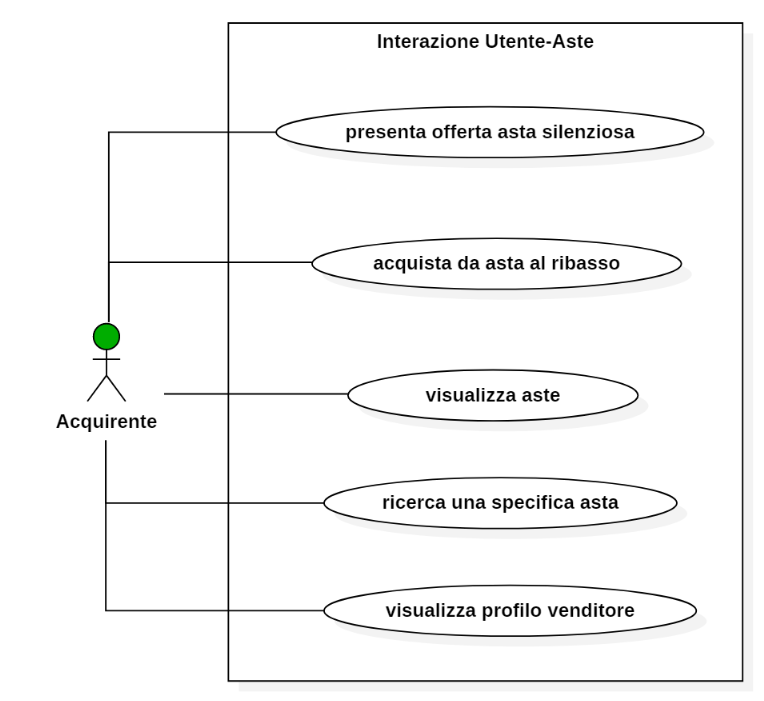 Interazione Utente-Aste
presenta offerta asta silenziosa
acquista da asta al ribasso
visualizza aste
Acquirente
ricerca una specifica asta
visualizza profilo venditore